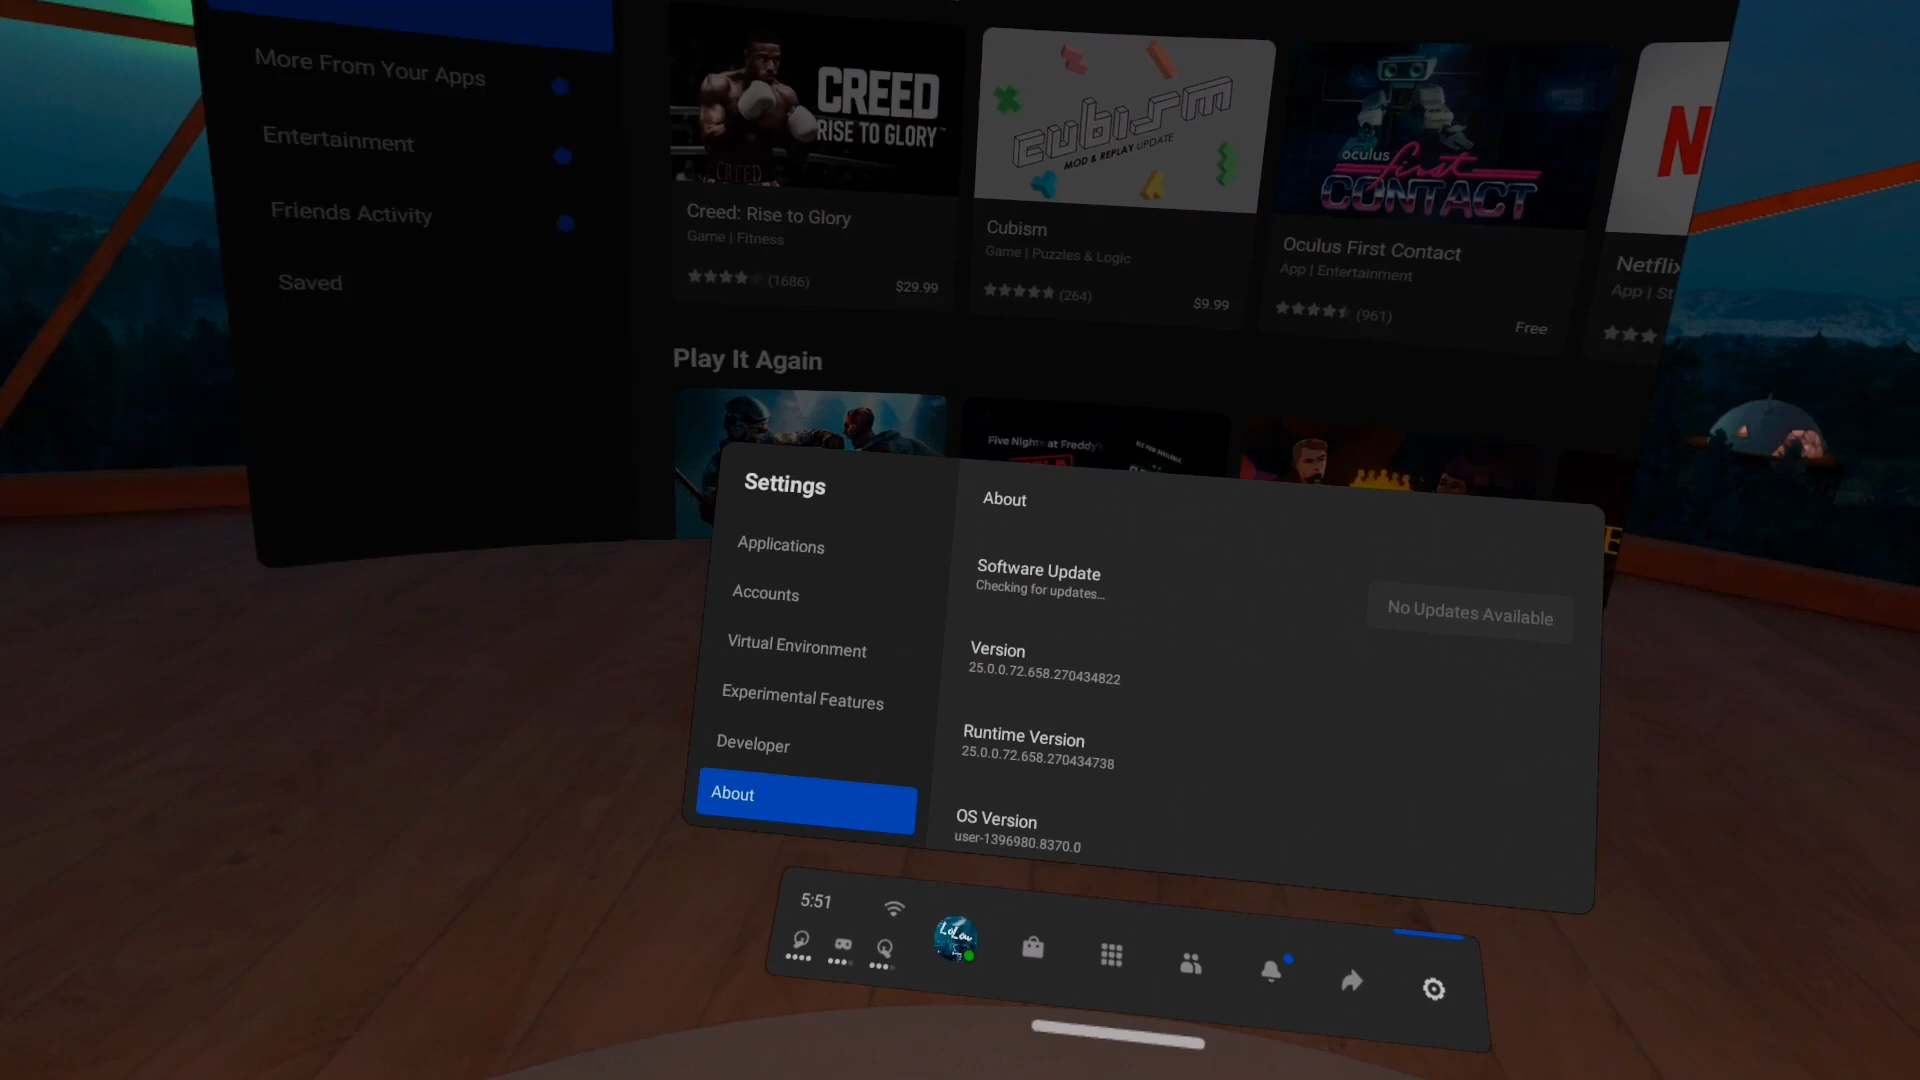 More From Your Apps
Entertainment
Friends Activity
Saved
CREED
RISE TO GLORY™
CREED
Creed: Rise to Glory
Game | Fitness
(1686)
$29.99
cubism
MOD & REPLAY UPDATE
Cubism
Game | Puzzles & Logic
(264)
$9.99
oculus
first
CONTACT
Oculus First Contact
App | Entertainment
(961)
Free
N
Netflix
Play It Again
Five Nights at Freddy's
Settings
Applications
Accounts
Virtual Environment
Experimental Features
Developer
About
About
Software Update
Checking for updates...
No Updates Available
Version
25.0.0.72.658.270434822
Runtime Version
25.0.0.72.658.270434738
OS Version
user-1396980.8370.0
5:51
LoLow